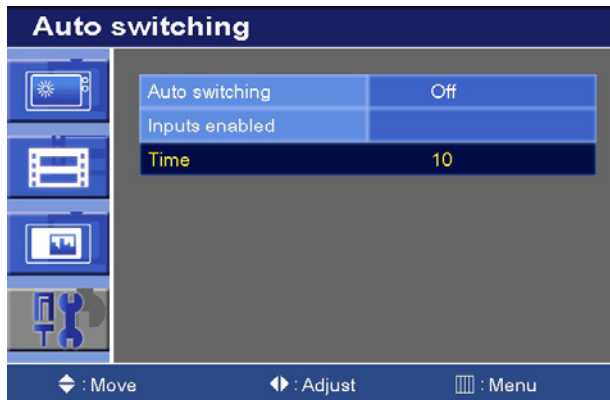 Auto switching
Auto switching Off
Inputs enabled
Time 10
: Move : Adjust : Menu